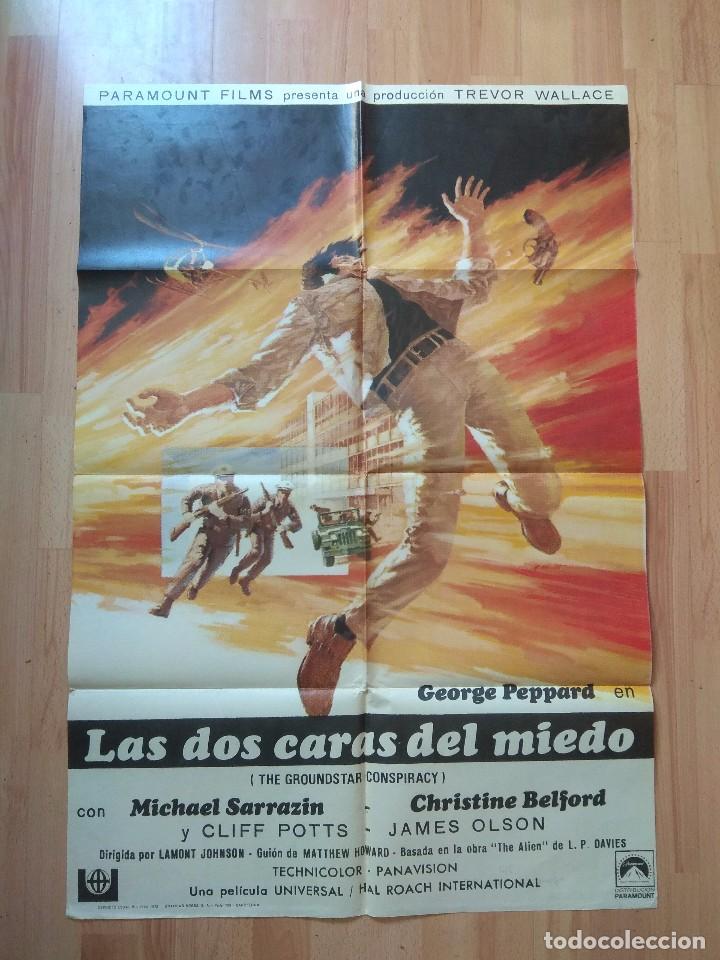 PARAMOUNT FILMS presenta una producción TREVOR WALLACE
George Peppard en
Las dos caras del miedo
(THE GROUNDSTAR CONSPIRACY)
con Michael Sarrazin - Christine Belford
y CLIFF POTTS - JAMES OLSON
Dirigida por LAMONT JOHNSON - Guión de MATTHEW HOWARD - Basada en la obra "The Alien" de L. P. DAVIES
TECHNICOLOR - PANAVISION
Una película UNIVERSAL / HAL ROACH INTERNATIONAL
Paramount
DISTRIBUCION
PARAMOUNT
todocoleccion